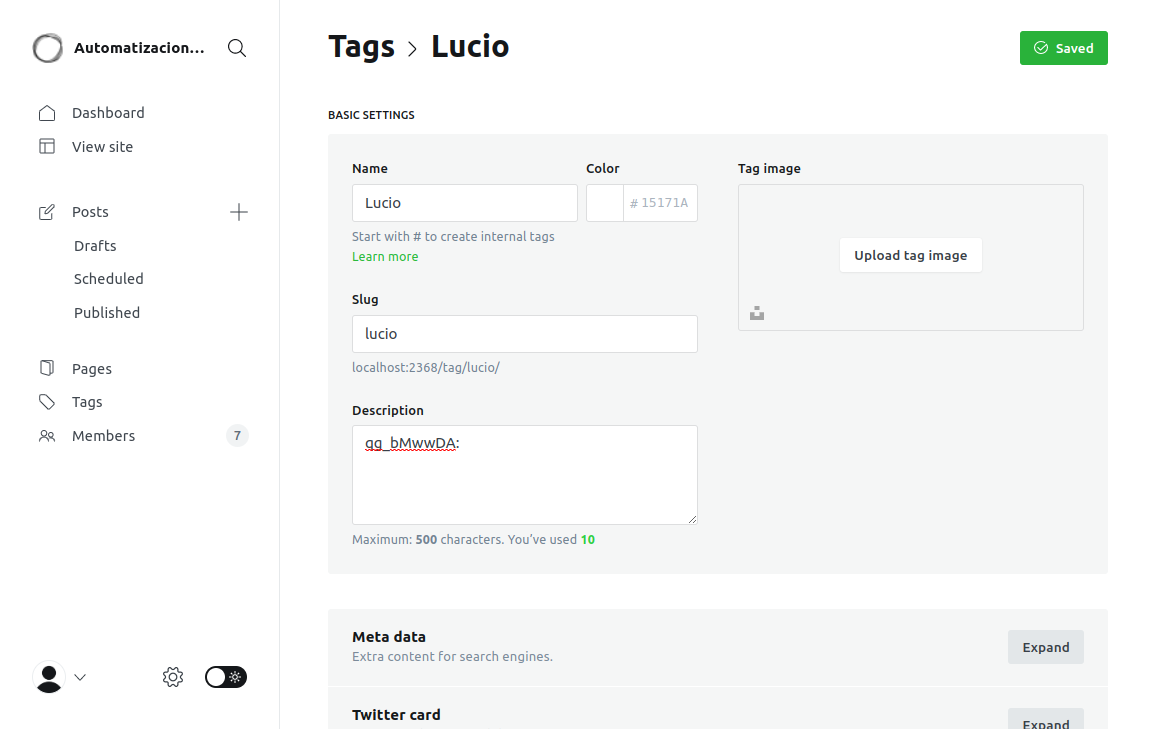 Automatizacion...
Dashboard
View site
Posts
Drafts
Scheduled
Published
Pages
Tags
Members 7
Tags > Lucio
Saved
BASIC SETTINGS
Name
Lucio
Color
# 15171A
Start with # to create internal tags
Learn more
Slug
lucio
localhost:2368/tag/lucio/
Description
qg_bMwwDA:
Maximum: 500 characters. You've used 10
Tag image
Upload tag image
Meta data
Extra content for search engines.
Expand
Twitter card
Expand